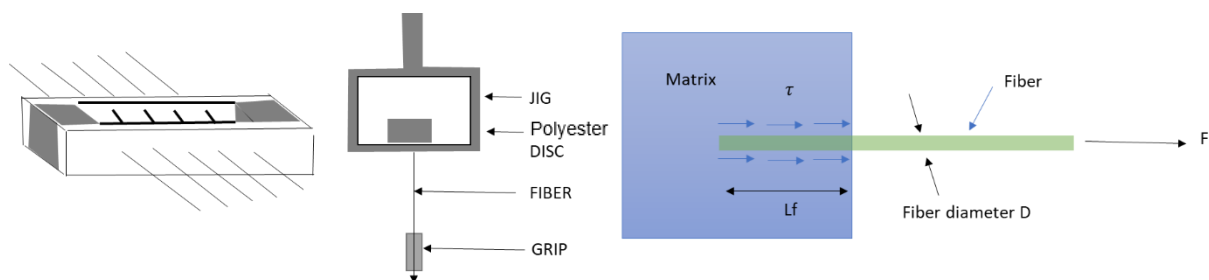 JIG
Polyester
DISC
FIBER
GRIP
Matrix
τ
Fiber
F
Lf
Fiber diameter D